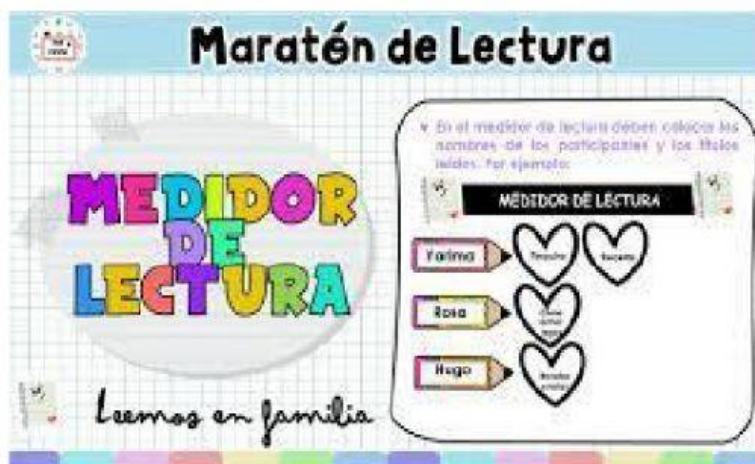 Maratón de Lectura
MEDIDOR
DE
LECTURA
Leemos en familia
En el medidor de lectura deben colocar los
nombres de los participantes y los títulos
leídos. Por ejemplo:
MEDIDOR DE LECTURA
Yarima
Rosa
Hugo